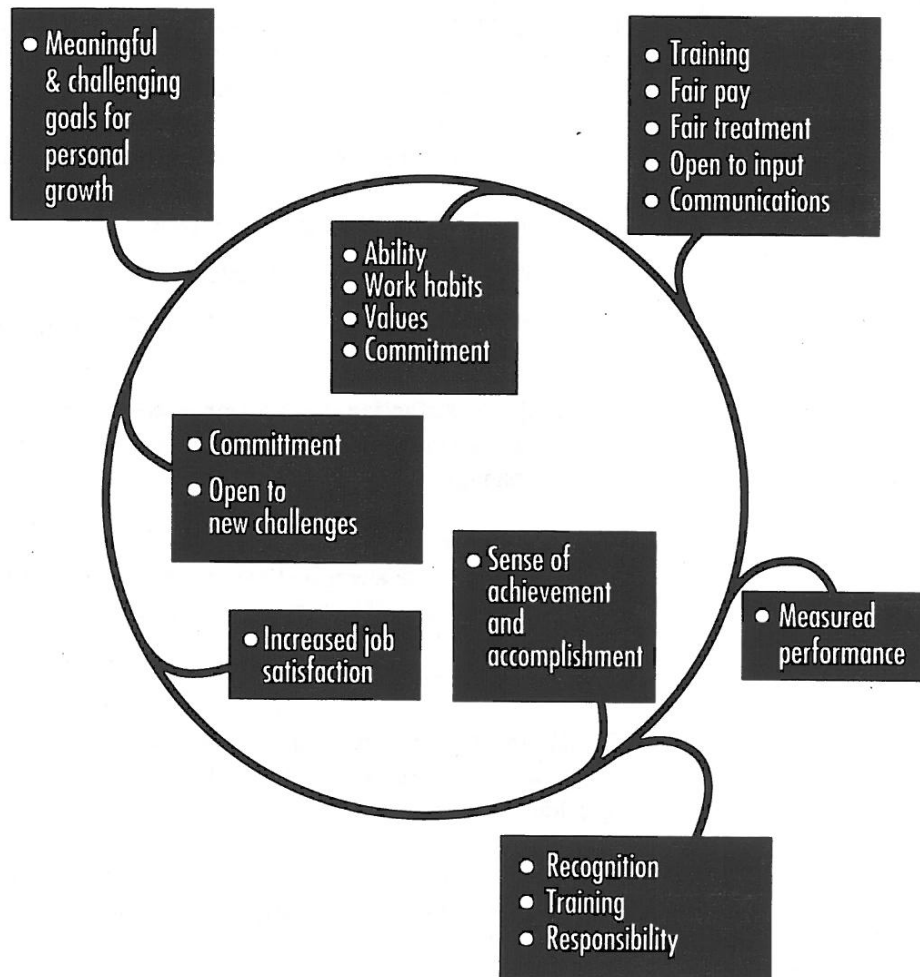 • Meaningful
& challenging
goals for
personal
growth
• Training
• Fair pay
• Fair treatment
• Open to input
• Communications
• Ability
• Work habits
• Values
• Commitment
• Committment
• Open to
new challenges
• Sense of
achievement
and
accomplishment
• Increased job
satisfaction
• Measured
performance
• Recognition
• Training
• Responsibility